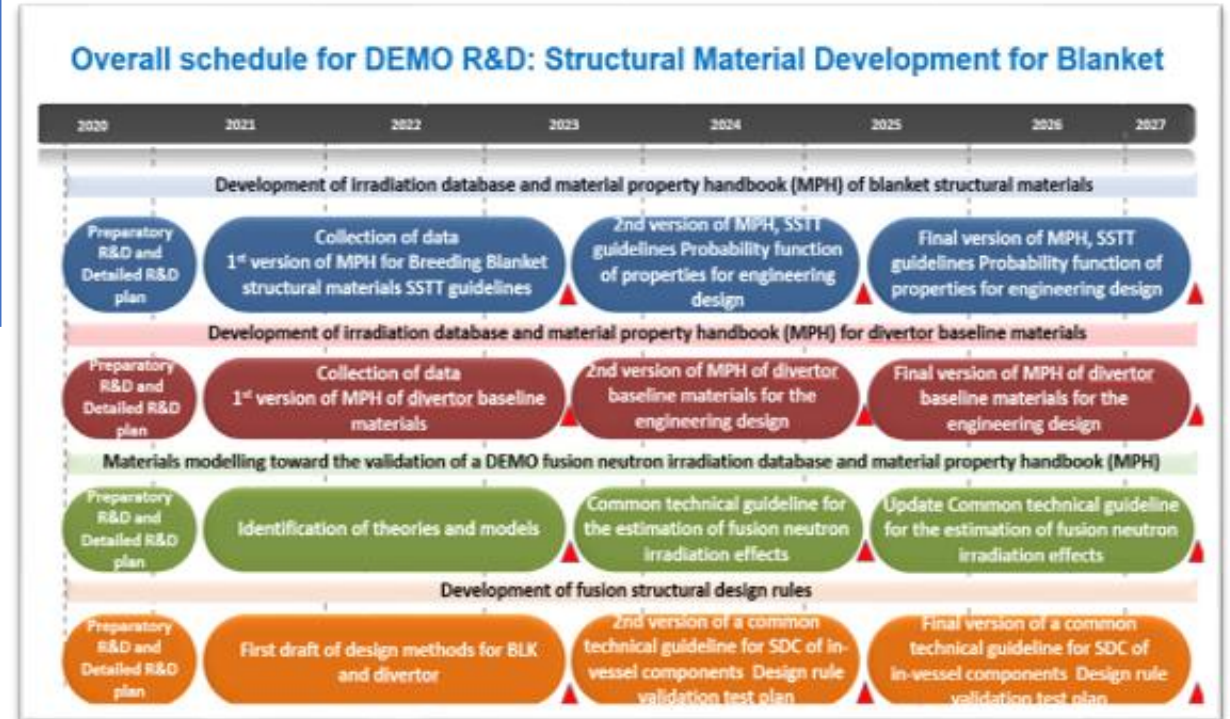 Overall schedule for DEMO R&D: Structural Material Development for Blanket
2020 2021 2022 2023 2024 2025 2026 2027
Development of irradiation database and material property handbook (MPH) of blanket structural materials
Preparatory
R&D and
Detailed R&D
plan
Collection of data
1st version of MPH for Breeding Blanket
structural materials SSTT guidelines
2nd version of MPH, SSTT
guidelines Probability function
of properties for engineering
design
Final version of MPH, SSTT
guidelines Probability function of
properties for engineering design
Development of irradiation database and material property handbook (MPH) for divertor baseline materials
Preparatory
R&D and
Detailed R&D
plan
Collection of data
1st version of MPH of divertor baseline
materials
2nd version of MPH of divertor
baseline materials for the
engineering design
Final version of MPH of divertor
baseline materials for the
engineering design
Materials modelling toward the validation of a DEMO fusion neutron irradiation database and material property handbook (MPH)
Preparatory
R&D and
Detailed R&D
plan
Identification of theories and models
Common technical guideline for
the estimation of fusion neutron
irradiation effects
Update Common technical guideline
for the estimation of fusion neutron
irradiation effects
Development of fusion structural design rules
Preparatory
R&D and
Detailed R&D
plan
First draft of design methods for BLK
and divertor
2nd version of a common
technical guideline for SDC of in-
vessel components Design rule
validation test plan
Final version of a common
technical guideline for SDC of
in-vessel components Design rule
validation test plan